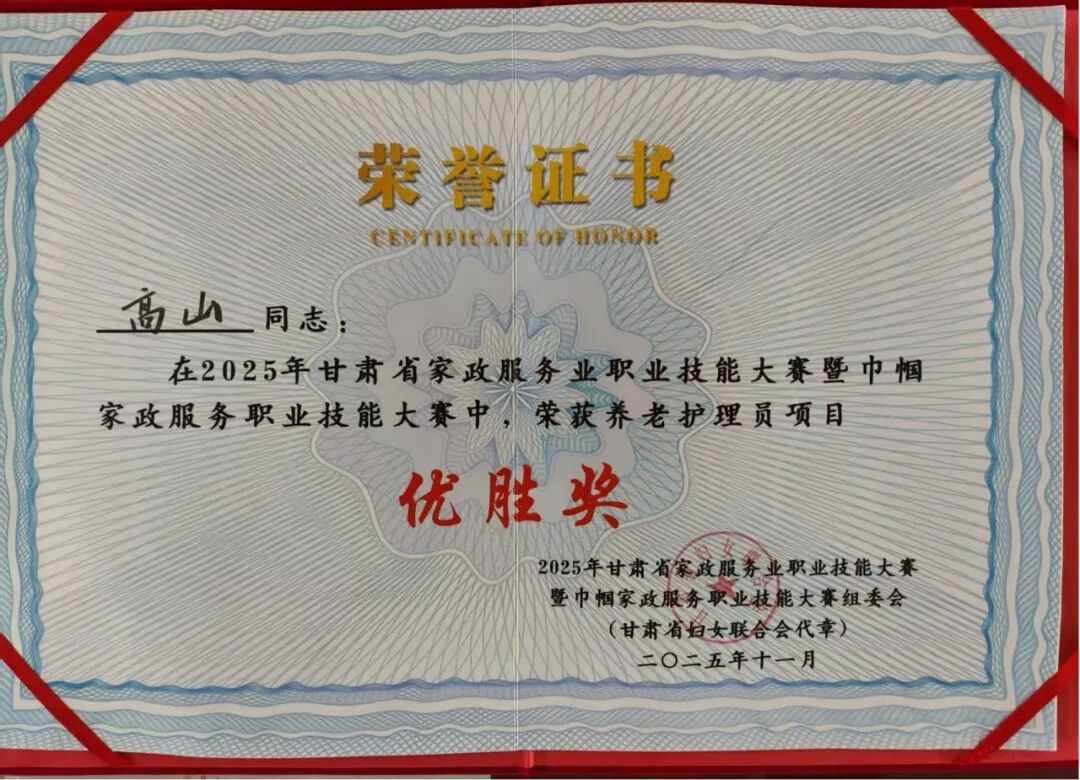 荣誉证书
CENTIFICATE OF HONOR
高山 同志：
在2025年甘肃省家政服务业职业技能大赛暨巾帼
家政服务职业技能大赛中，荣获养老护理员项目
优胜奖
2025年甘肃省家政服务业职业技能大赛
暨巾帼家政服务职业技能大赛组委会
（甘肃省妇女联合会代章）
二〇二五年十一月